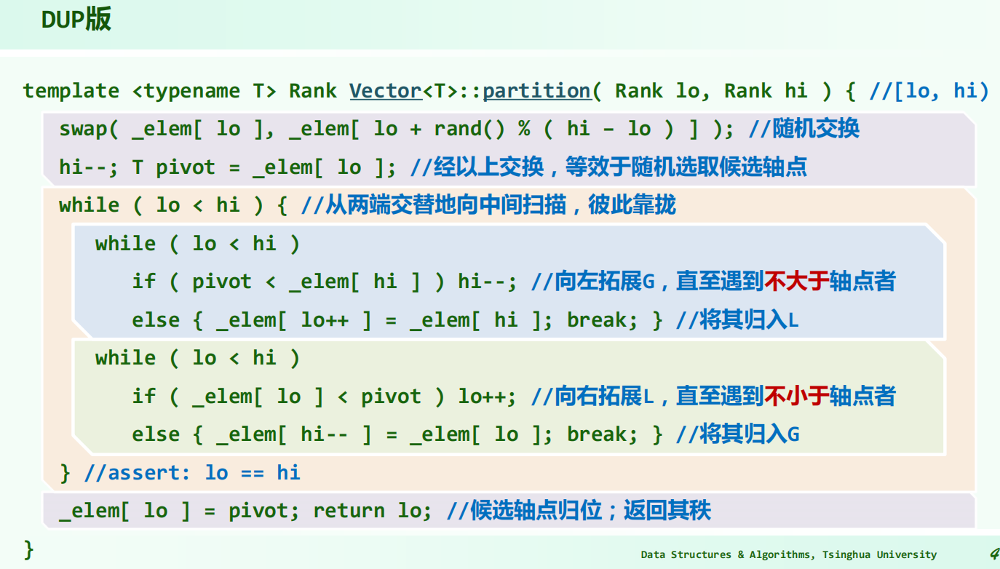 DUP版
template <typename T> Rank Vector<T>::partition( Rank lo, Rank hi ) { //[lo, hi)
swap( _elem[ lo ], _elem[ lo + rand() % ( hi – lo ) ] ); //随机交换
hi--; T pivot = _elem[ lo ]; //经以上交换，等效于随机选取候选轴点
while ( lo < hi ) { //从两端交替地向中间扫描，彼此靠拢
while ( lo < hi )
if ( pivot < _elem[ hi ] ) hi--; //向左拓展G，直至遇到不大于轴点者
else { _elem[ lo++ ] = _elem[ hi ]; break; } //将其归入L
while ( lo < hi )
if ( _elem[ lo ] < pivot ) lo++; //向右拓展L，直至遇到不小于轴点者
else { _elem[ hi-- ] = _elem[ lo ]; break; } //将其归入G
} //assert: lo == hi
_elem[ lo ] = pivot; return lo; //候选轴点归位；返回其秩
}
Data Structures & Algorithms, Tsinghua University